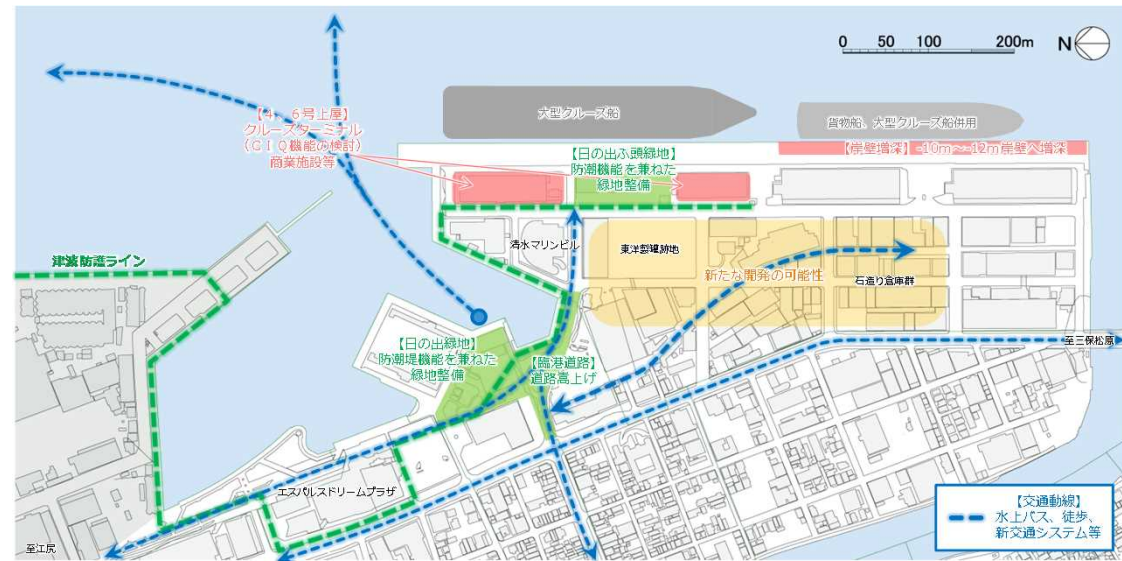 0 50 100 200m N
大型クルーズ船
貨物船、大型クルーズ船併用
【4、6号上屋】
クルーズターミナル
(CIQ機能の検討)
商業施設等
【日の出ふ頭緑地】
防潮機能を兼ねた
緑地整備
【岸壁増深】-10m~-12m岸壁へ増深
津波防護ライン
清水マリンビル
東洋製罐跡地
新たな開発の可能性
石造り倉庫群
【日の出緑地】
防潮堤機能を兼ねた
緑地整備
【臨港道路】
道路嵩上げ
至三保松原
エスパルスドリームプラザ
至江尻
【交通動線】
水上バス、徒歩、
新交通システム等